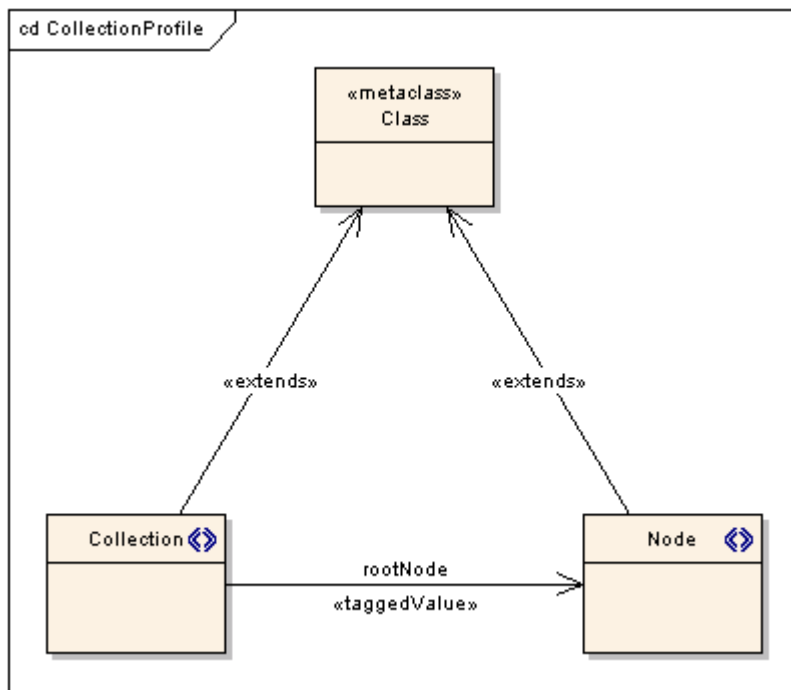 cd CollectionProfile
«metaclass»
Class
«extends»
«extends»
Collection
Node
rootNode
«taggedValue»